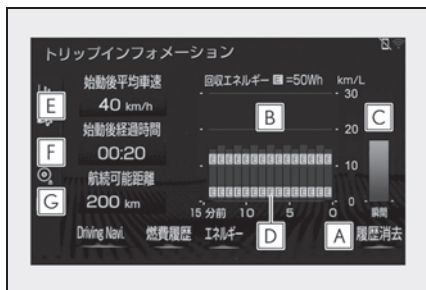 トリップインフォメーション
始動後平均車速
40 km/h
始動後経過時間
00:20
航続可能距離
200 km
回収エネルギー E =50Wh km/L
30
20
10
0
15 分前 10 5 0
瞬間
Driving Navi. 燃費履歴 エネルギー 履歴消去
A
B
C
D
E
F
G